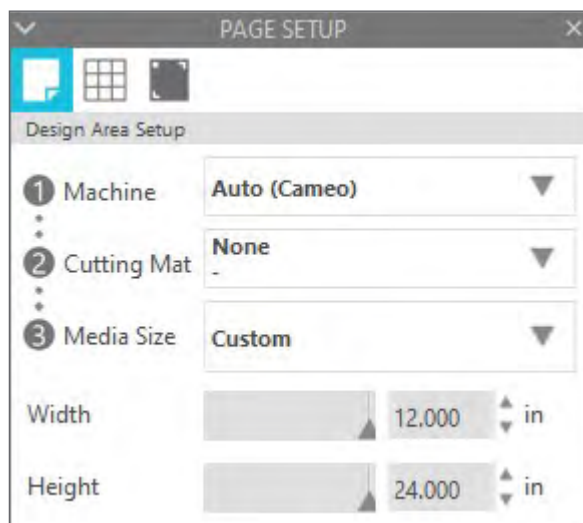 PAGE SETUP
Design Area Setup
1 Machine Auto (Cameo)
2 Cutting Mat None
-
3 Media Size Custom
Width 12.000 in
Height 24.000 in